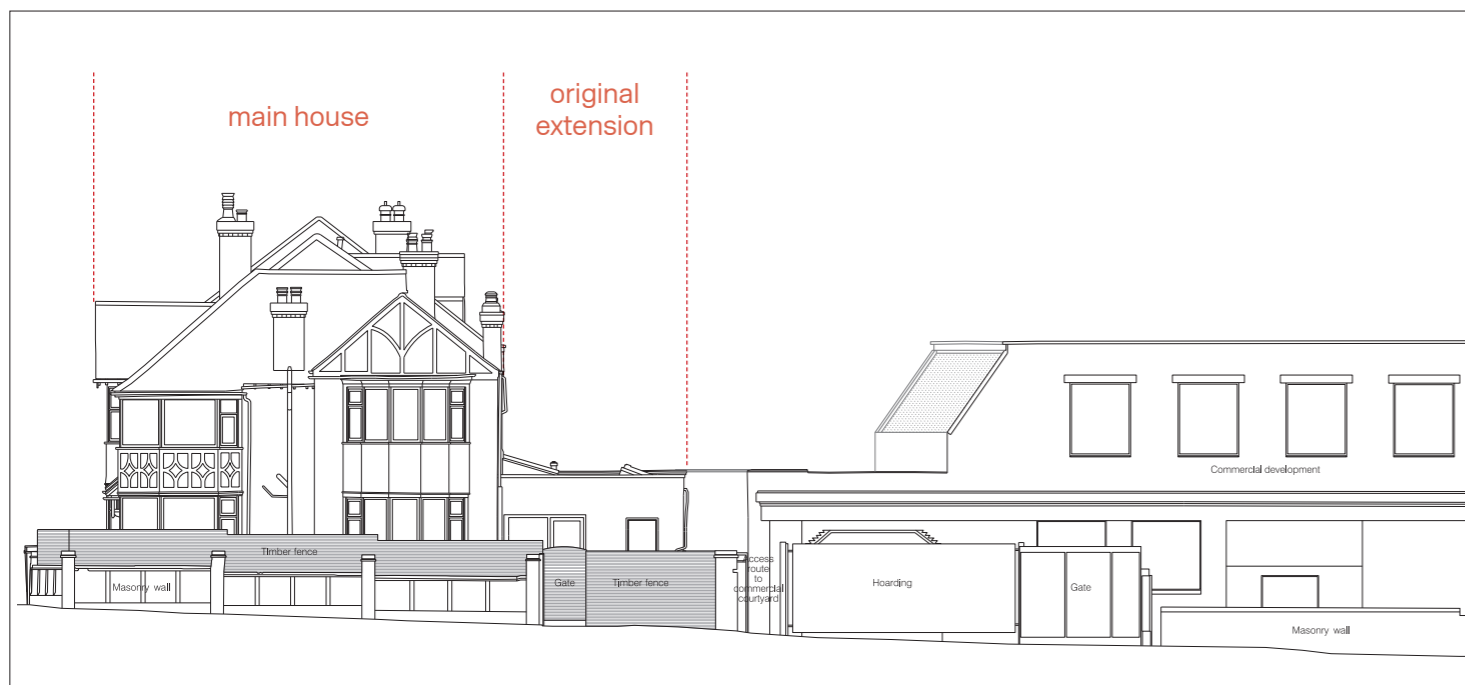 main house
original
extension
Commercial development
Timber fence
Masonry wall
Gate
Timber fence
access
route
to
commercial
courtyard
Hoarding
Gate
Masonry wall